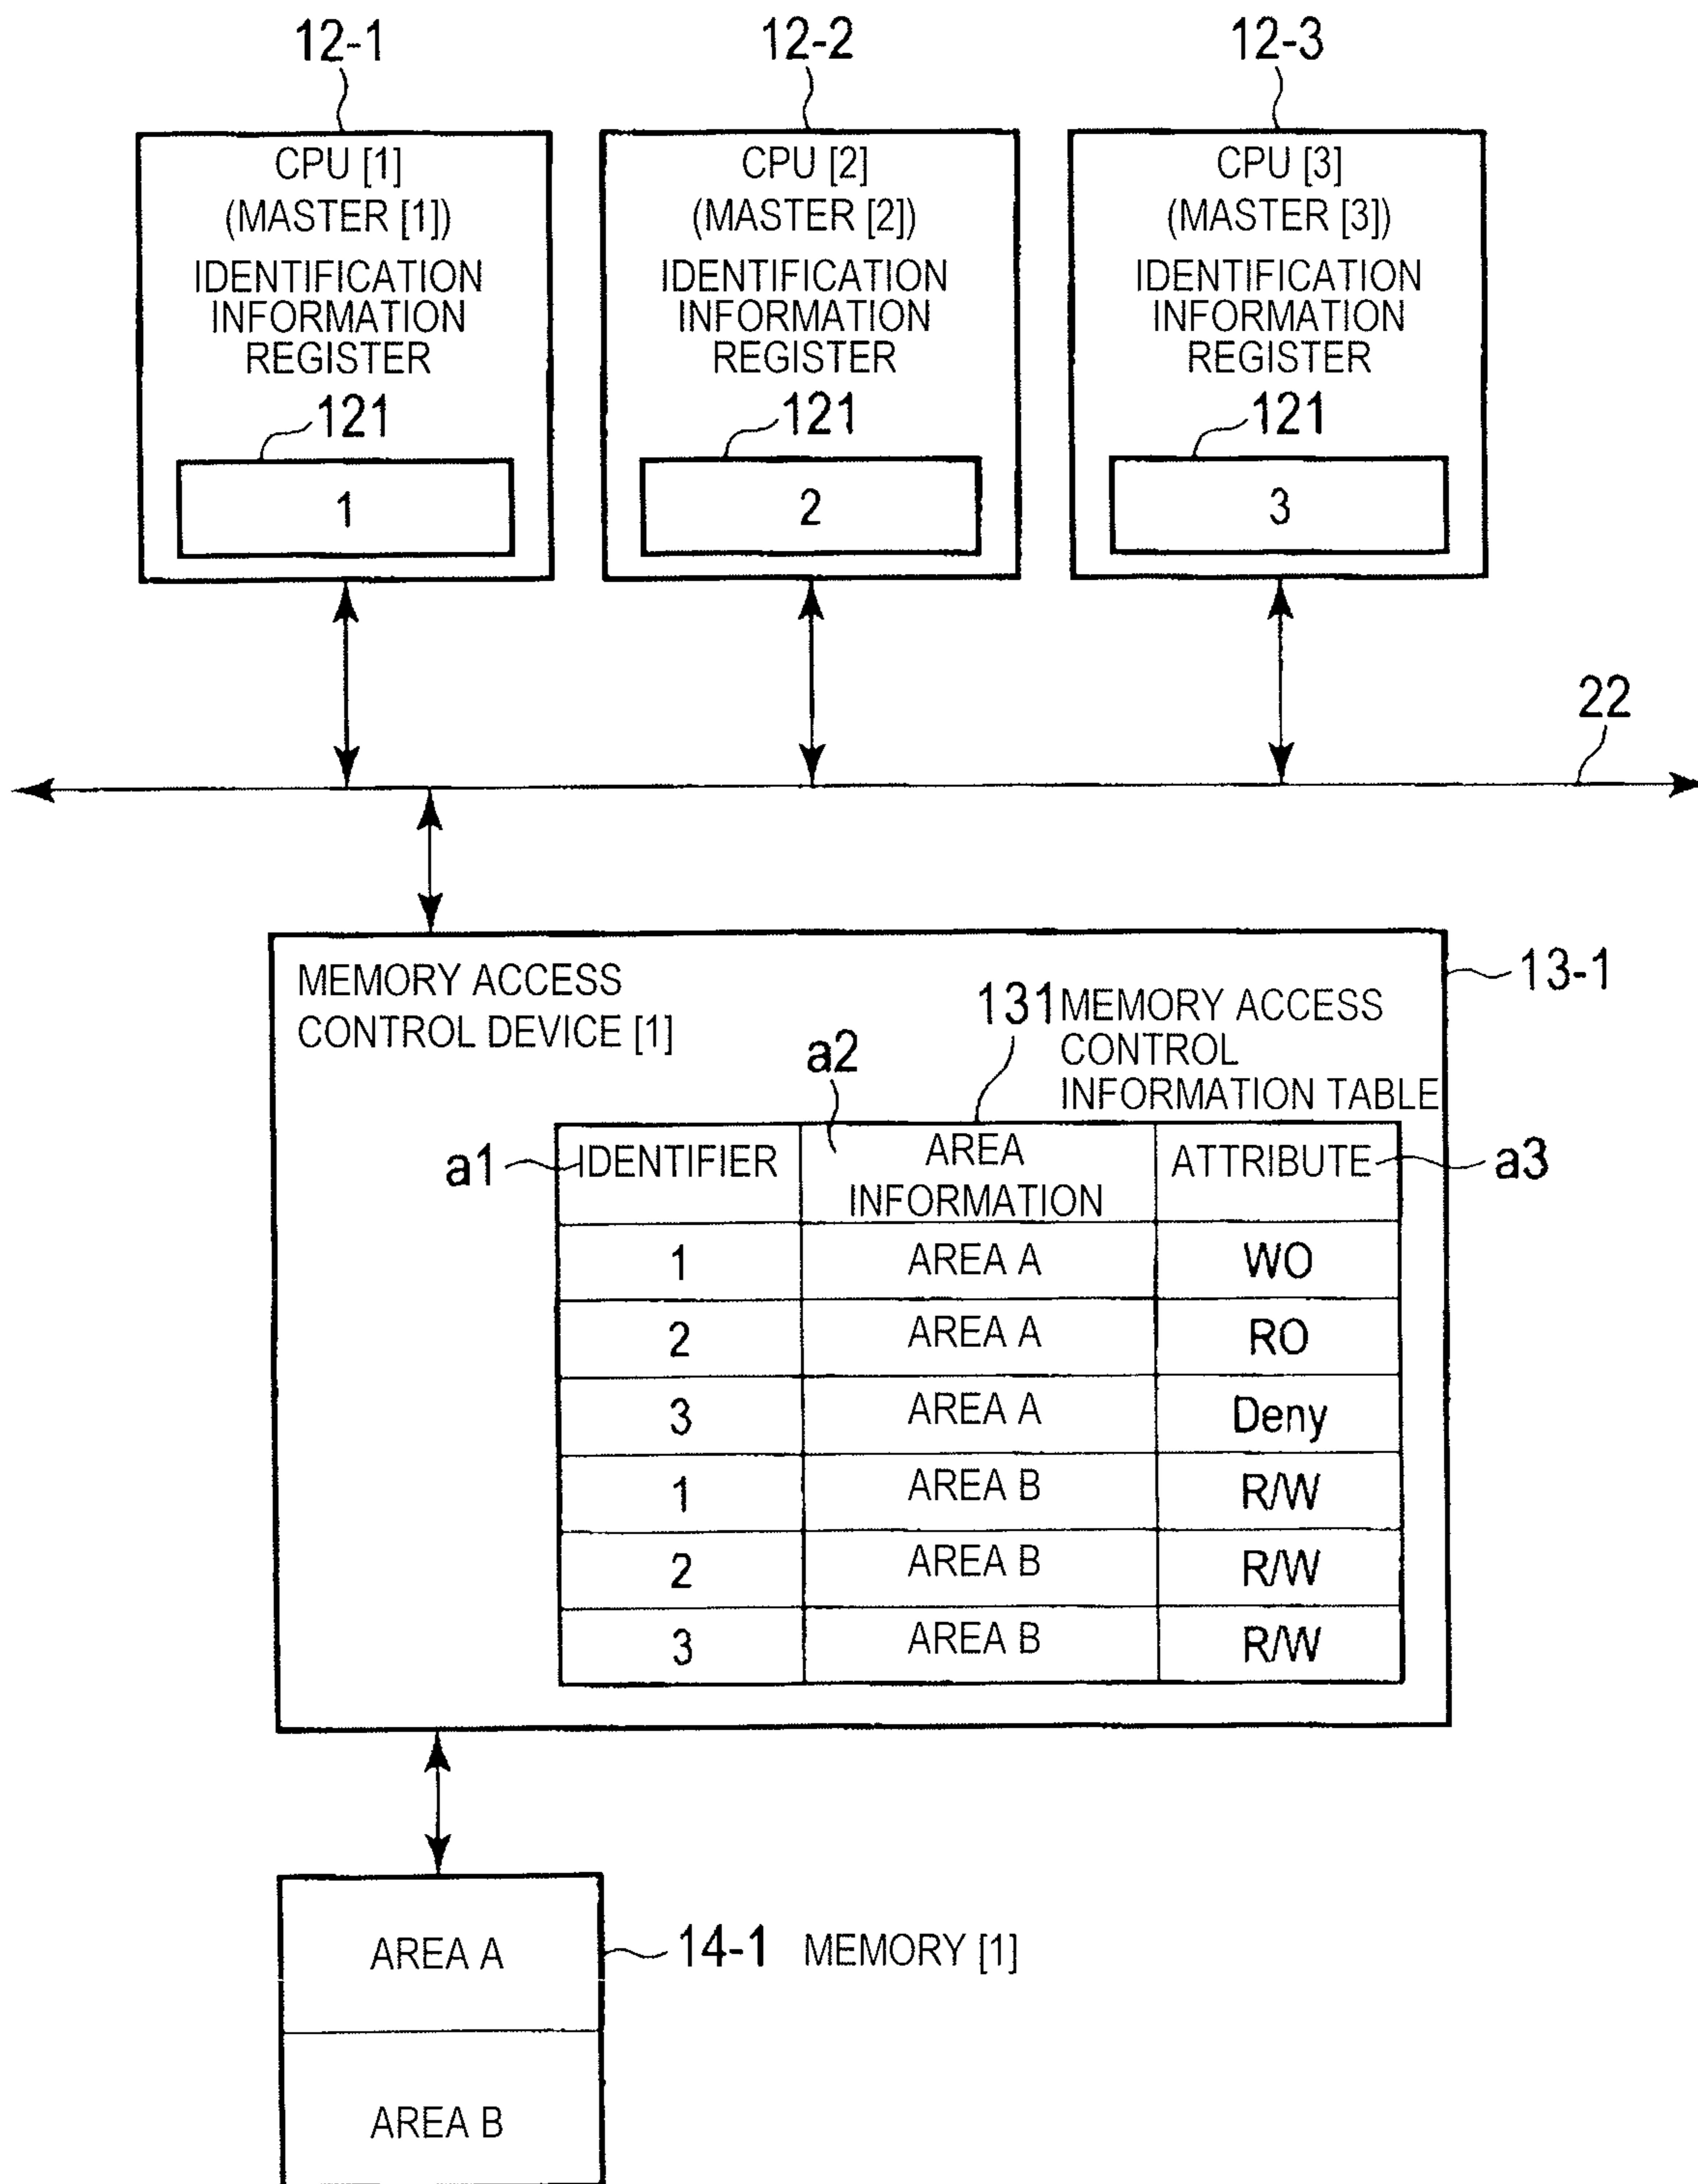 12-1 12-2 12-3
CPU [1] CPU [2] CPU [3]
(MASTER [1]) (MASTER [2]) (MASTER [3])
IDENTIFICATION IDENTIFICATION IDENTIFICATION
INFORMATION INFORMATION INFORMATION
REGISTER REGISTER REGISTER
121 121 121
1 2 3
22
13-1
MEMORY ACCESS
CONTROL DEVICE [1]
131 MEMORY ACCESS
CONTROL
INFORMATION TABLE
a2
a1 IDENTIFIER AREA ATTRIBUTE a3
INFORMATION
1 AREA A WO
2 AREA A RO
3 AREA A Deny
1 AREA B R/W
2 AREA B R/W
3 AREA B R/W
AREA A 14-1 MEMORY [1]
AREA B